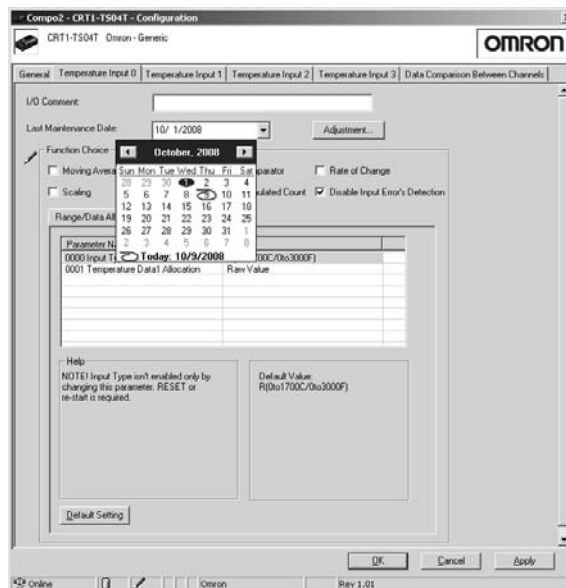 Compo2 - CRT1-TS04T - Configuration
CRT1-TS04T Omron - Generic
OMRON
General Temperature Input 0 Temperature Input 1 Temperature Input 2 Temperature Input 3 Data Comparison Between Channels
I/O Comment:
Last Maintenance Date: 10/ 1/2008 Adjustment...
Function Choice
October, 2008
Moving Avera parator Rate of Change
Sun Mon Tue Wed Thu Fri Sat
28 29 30 1 2 3 4
Scaling ulated Count Disable Input Error's Detection
5 6 7 8 9 10 11
12 13 14 15 16 17 18
Range/Data All
19 20 21 22 23 24 25
26 27 28 29 30 31 1
2 3 4 5 6 7 8
Parameter N
Today: 10/9/2008
0000 Input Ty 700C/0to3000F)
0001 Temperature Data1 Allocation Raw Value
Help
NOTE! Input Type isn't enabled only by
changing this parameter. RESET or
re-start is required.
Default Value:
R(0to1700C/0to3000F)
Default Setting
OK Cancel Apply
Online Omron Rev 1.01